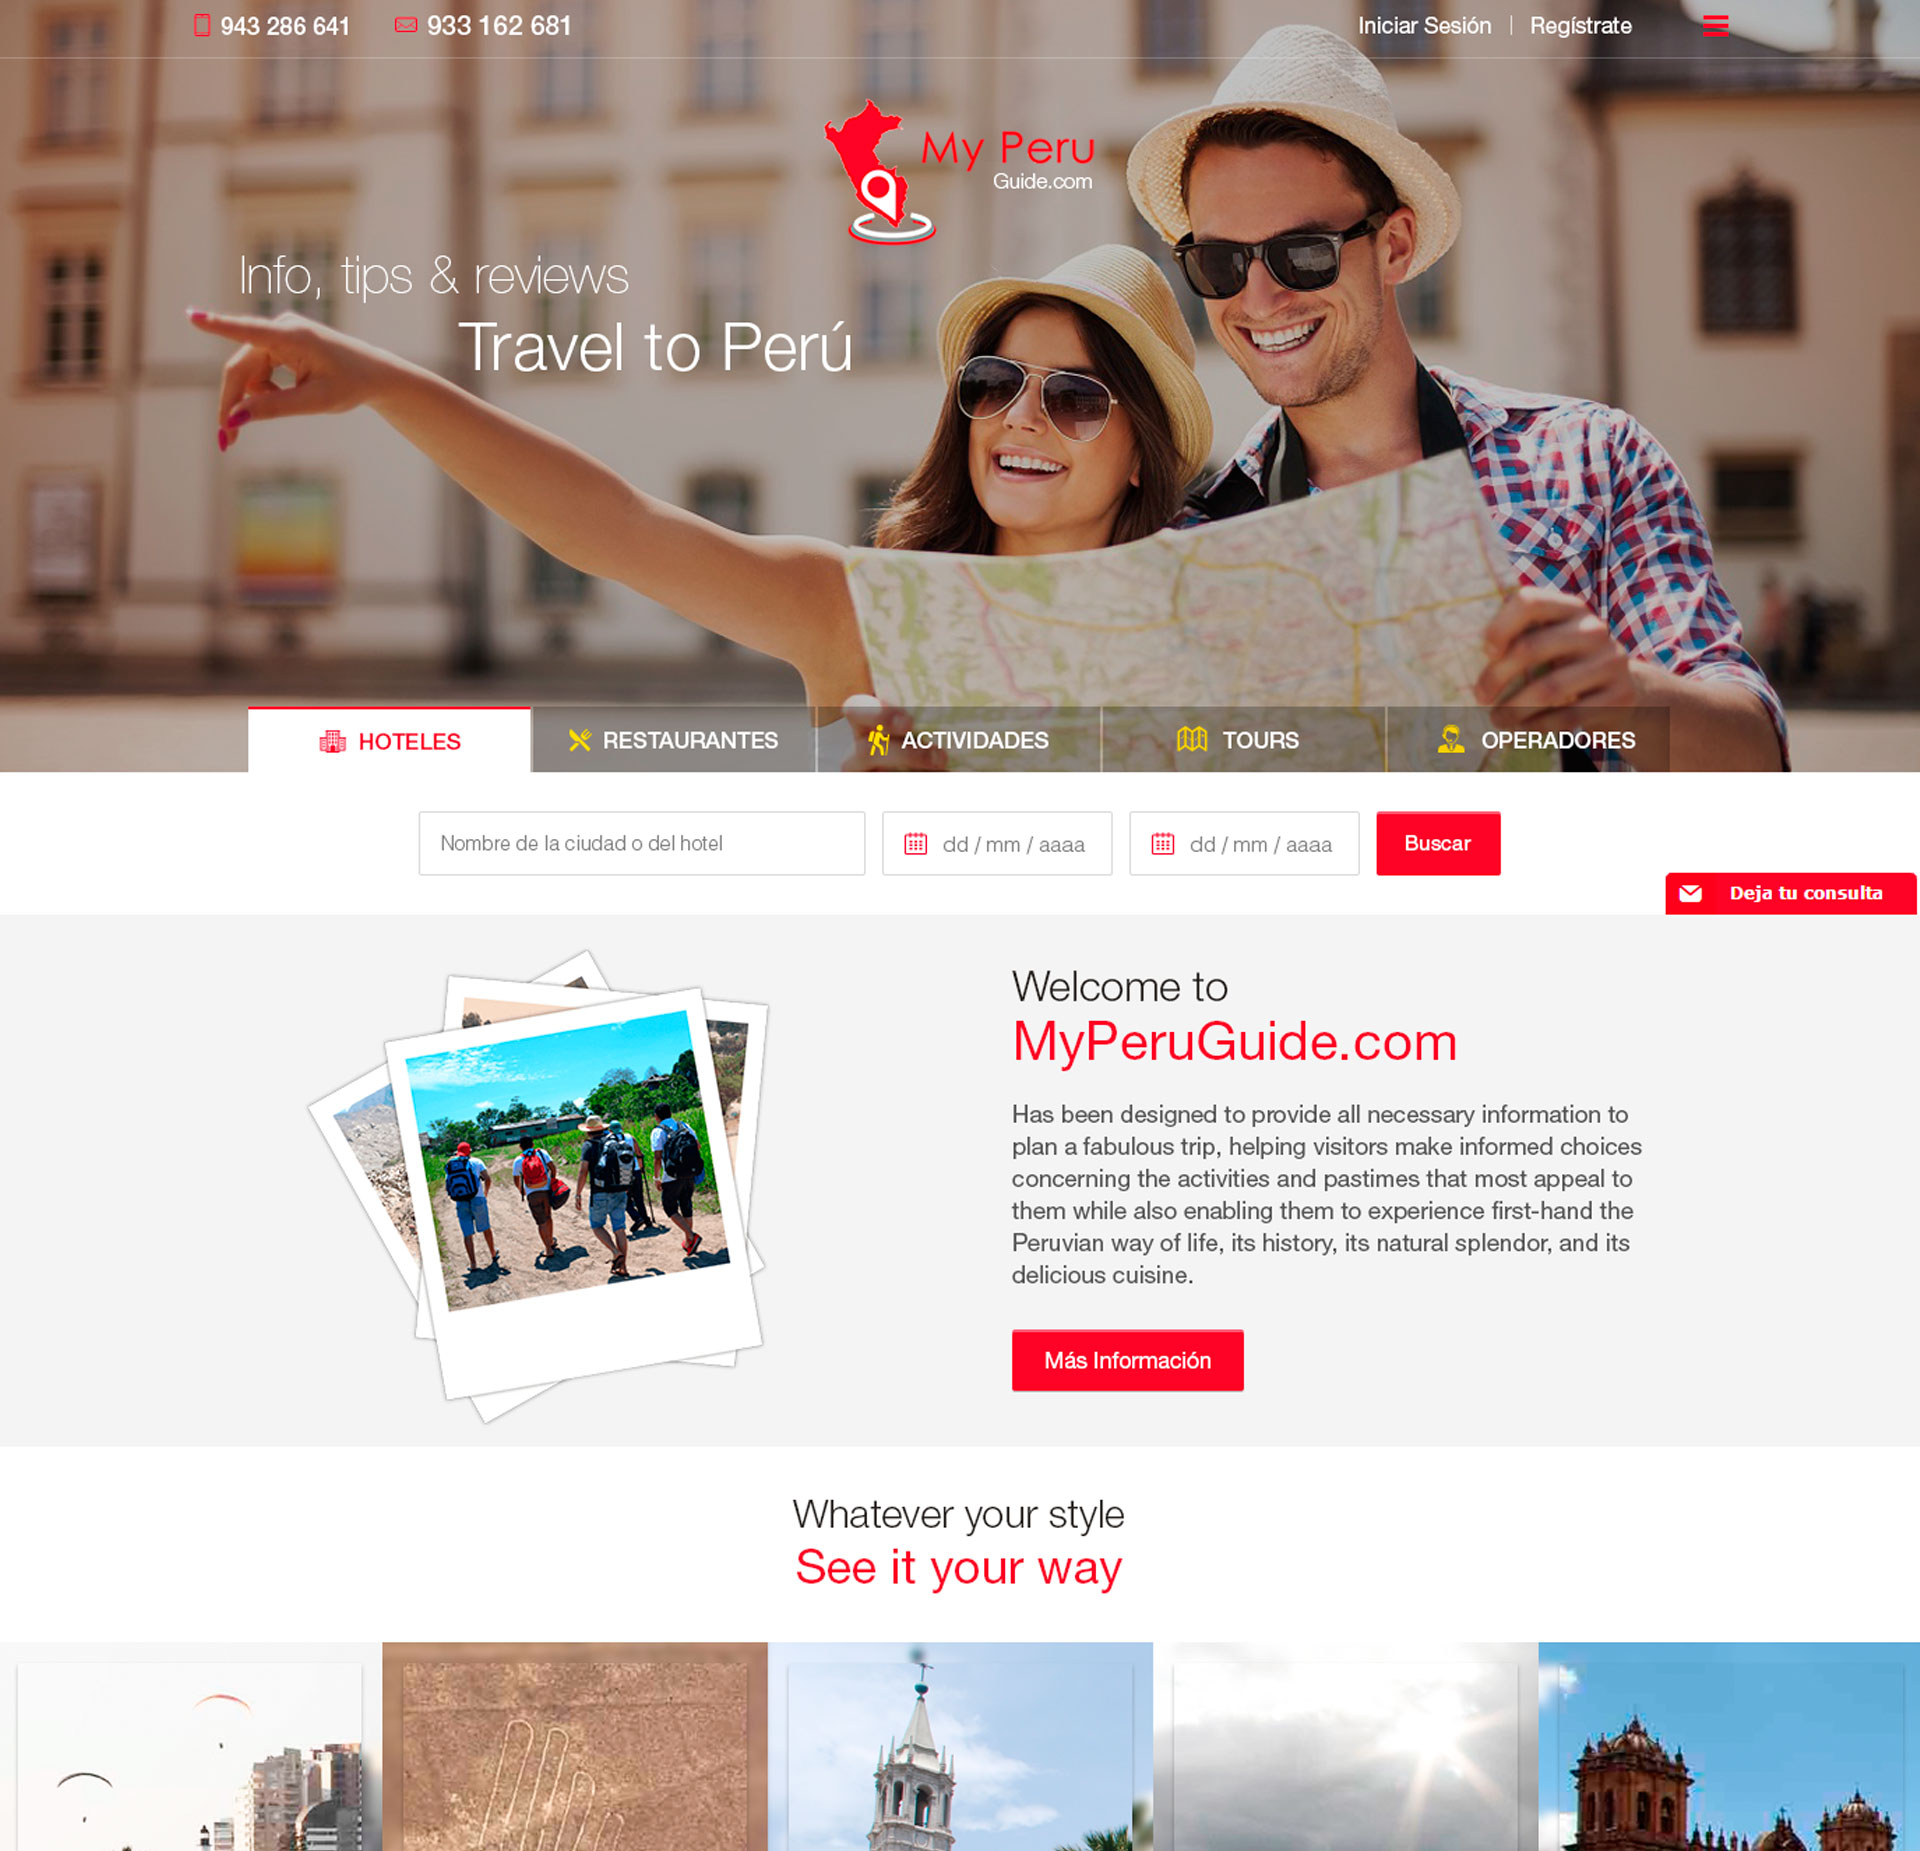 943 286 641
933 162 681
Iniciar Sesión
Regístrate
My Peru
Guide.com
Info, tips & reviews
Travel to Perú
HOTELES
RESTAURANTES
ACTIVIDADES
TOURS
OPERADORES
Nombre de la ciudad o del hotel
dd / mm / aaaa
dd / mm / aaaa
Buscar
Deja tu consulta
Welcome to
MyPeruGuide.com
Has been designed to provide all necessary information to
plan a fabulous trip, helping visitors make informed choices
concerning the activities and pastimes that most appeal to
them while also enabling them to experience first-hand the
Peruvian way of life, its history, its natural splendor, and its
delicious cuisine.
Más Información
Whatever your style
See it your way